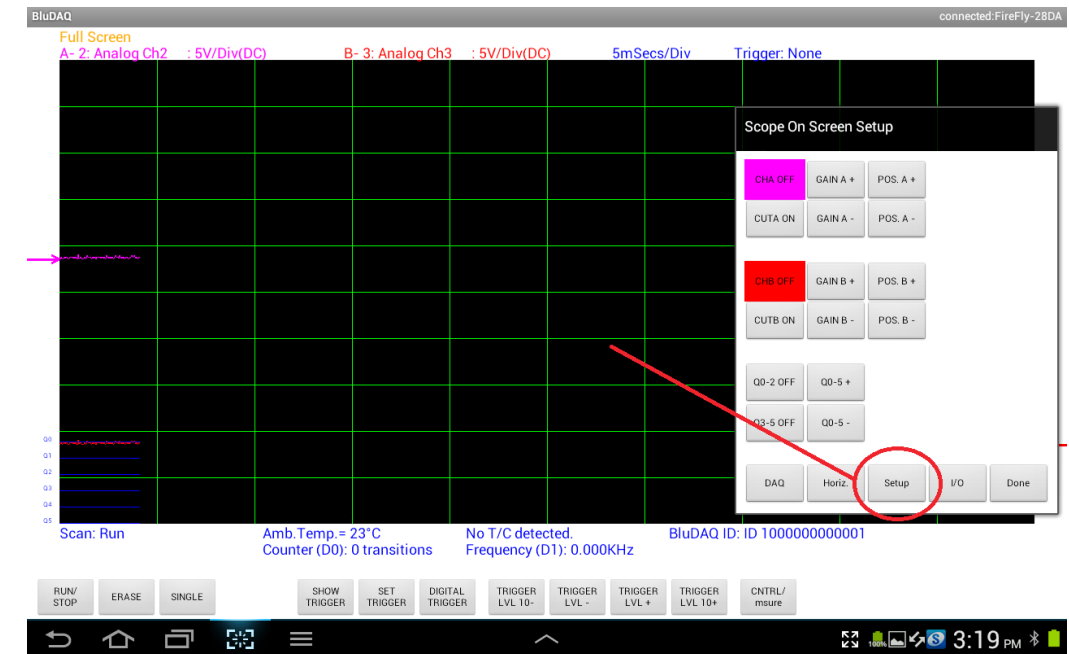 BluDAQ connected:FireFly-28DA
Full Screen
A- 2: Analog Ch2 : 5V/Div(DC) B- 3: Analog Ch3 : 5V/Div(DC) 5mSecs/Div Trigger: None
Scope On Screen Setup
CHA OFF GAIN A + POS. A +
CUTA ON GAIN A - POS. A -
CHB OFF GAIN B + POS. B +
CUTB ON GAIN B - POS. B -
Q0-2 OFF Q0-5 +
Q3-5 OFF Q0-5 -
DAQ Horiz. Setup I/O Done
Q0
Q1
Q2
Q3
Q4
Q5
Scan: Run Amb.Temp.= 23°C No T/C detected. BluDAQ ID: ID 1000000000001
Counter (D0): 0 transitions Frequency (D1): 0.000KHz
RUN/ STOP ERASE SINGLE SHOW TRIGGER SET TRIGGER DIGITAL TRIGGER TRIGGER LVL 10- TRIGGER LVL - TRIGGER LVL + TRIGGER LVL 10+ CNTRL/ msure
100% 3:19 PM